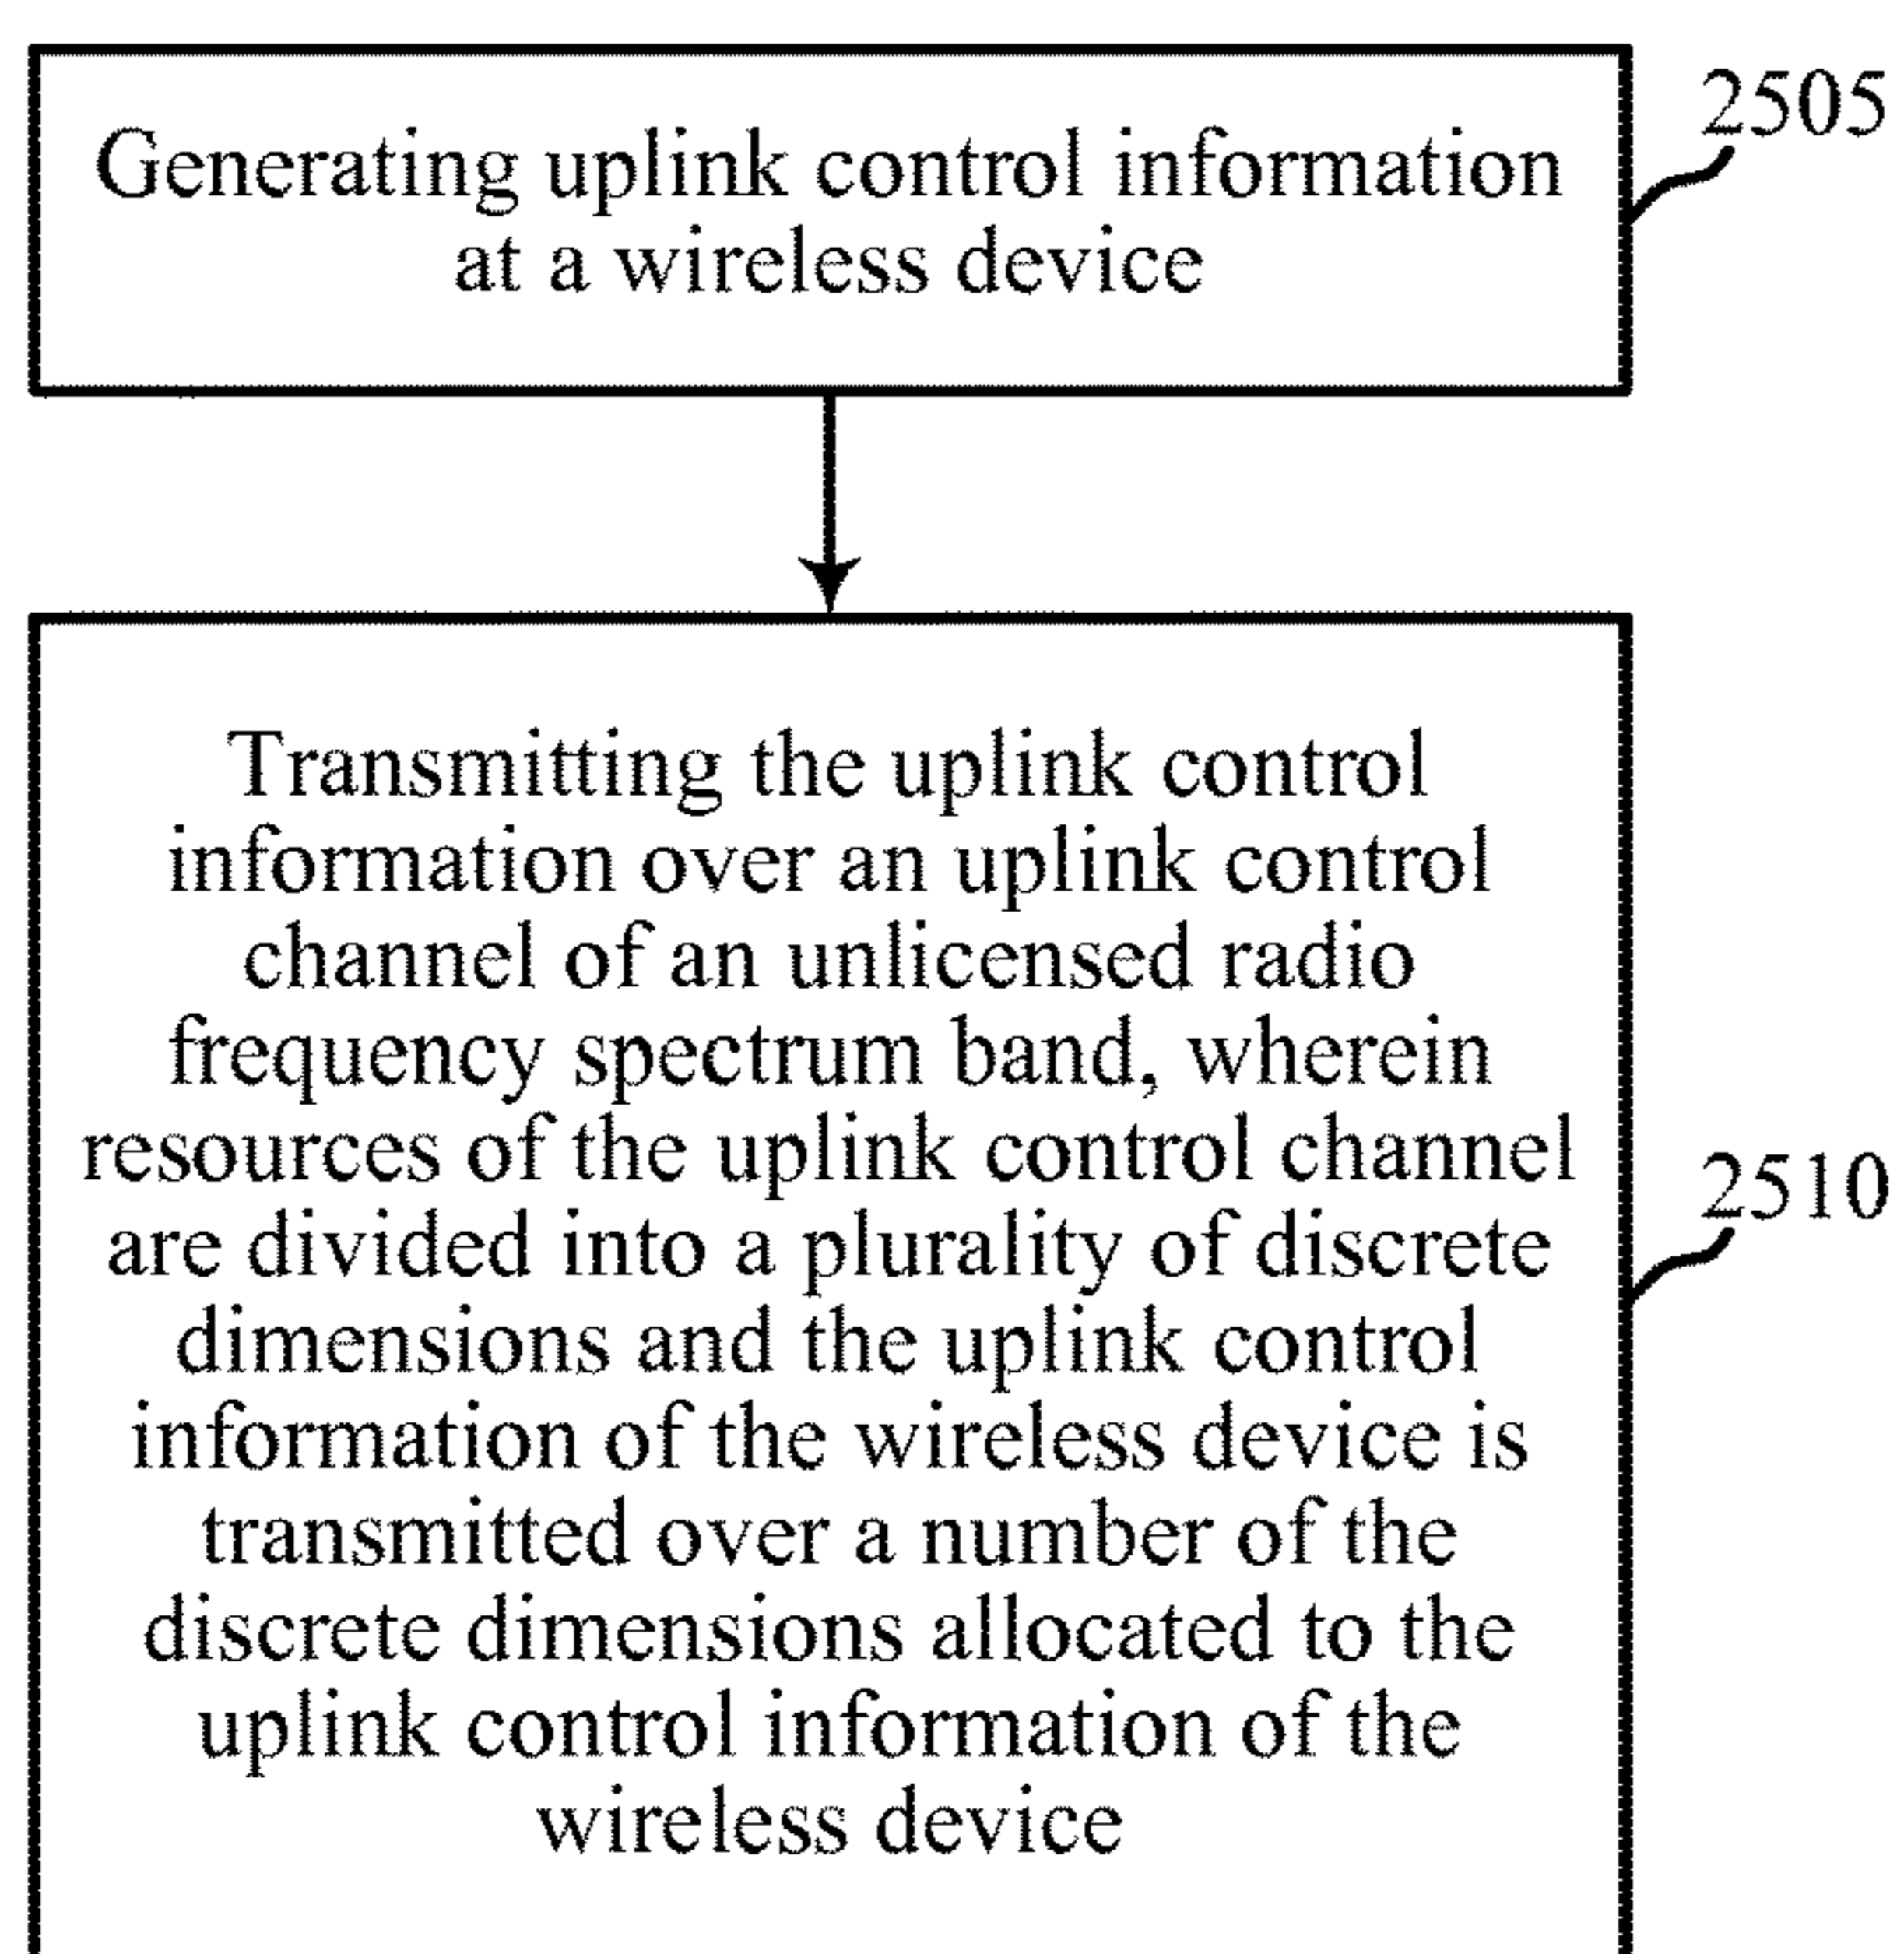 2505
Generating uplink control information
at a wireless device
Transmitting the uplink control
information over an uplink control
channel of an unlicensed radio
frequency spectrum band, wherein
resources of the uplink control channel
are divided into a plurality of discrete
dimensions and the uplink control
information of the wireless device is
transmitted over a number of the
discrete dimensions allocated to the
uplink control information of the
wireless device
2510